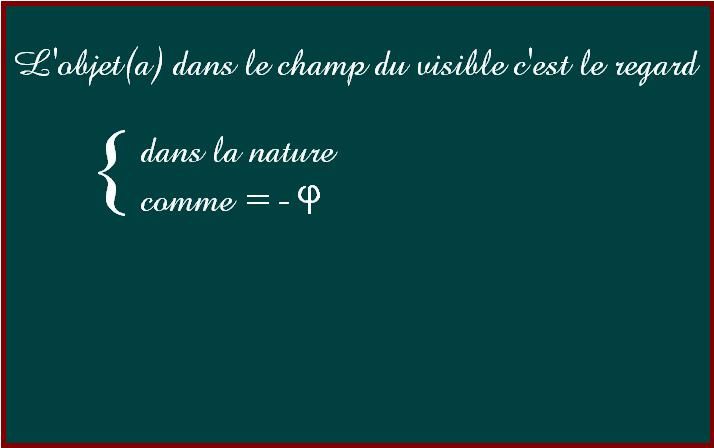 L'objet(a) dans le champ du visible c'est le regard
{ dans la nature
comme = - φ